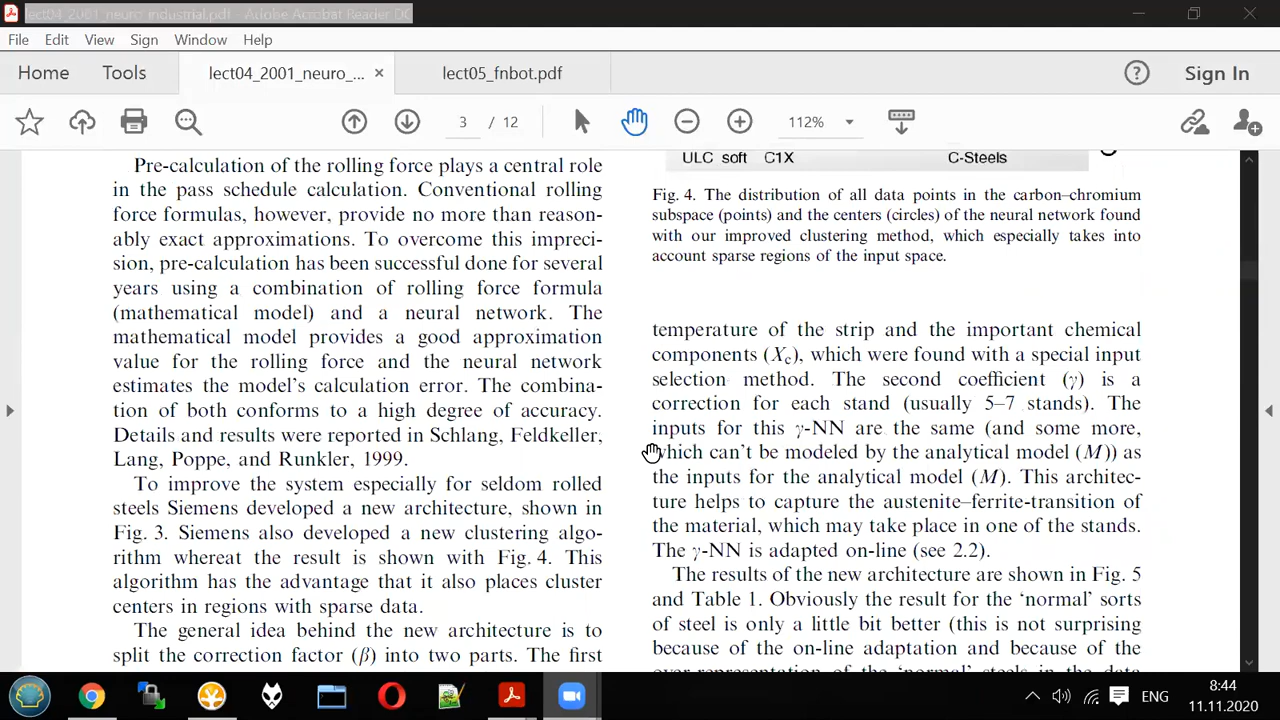 lect04_2001_neuro_industrial.pdf - Adobe Acrobat Reader DC
File Edit View Sign Window Help
Home Tools lect04_2001_neuro_... × lect05_fnbot.pdf Sign In
3 / 12 112%
Pre-calculation of the rolling force plays a central role
in the pass schedule calculation. Conventional rolling
force formulas, however, provide no more than reason-
ably exact approximations. To overcome this impreci-
sion, pre-calculation has been successful done for several
years using a combination of rolling force formula
(mathematical model) and a neural network. The
mathematical model provides a good approximation
value for the rolling force and the neural network
estimates the model's calculation error. The combina-
tion of both conforms to a high degree of accuracy.
Details and results were reported in Schlang, Feldkeller,
Lang, Poppe, and Runkler, 1999.
To improve the system especially for seldom rolled
steels Siemens developed a new architecture, shown in
Fig. 3. Siemens also developed a new clustering algo-
rithm whereat the result is shown with Fig. 4. This
algorithm has the advantage that it also places cluster
centers in regions with sparse data.
The general idea behind the new architecture is to
split the correction factor (β) into two parts. The first
ULC soft C1X C-Steels
Fig. 4. The distribution of all data points in the carbon–chromium
subspace (points) and the centers (circles) of the neural network found
with our improved clustering method, which especially takes into
account sparse regions of the input space.
temperature of the strip and the important chemical
components (Xc), which were found with a special input
selection method. The second coefficient (γ) is a
correction for each stand (usually 5–7 stands). The
inputs for this γ-NN are the same (and some more,
which can't be modeled by the analytical model (M)) as
the inputs for the analytical model (M). This architec-
ture helps to capture the austenite–ferrite-transition of
the material, which may take place in one of the stands.
The γ-NN is adapted on-line (see 2.2).
The results of the new architecture are shown in Fig. 5
and Table 1. Obviously the result for the 'normal' sorts
of steel is only a little bit better (this is not surprising
because of the on-line adaptation and because of the
over-representation of the 'normal' steels in the data
ENG
8:44
11.11.2020